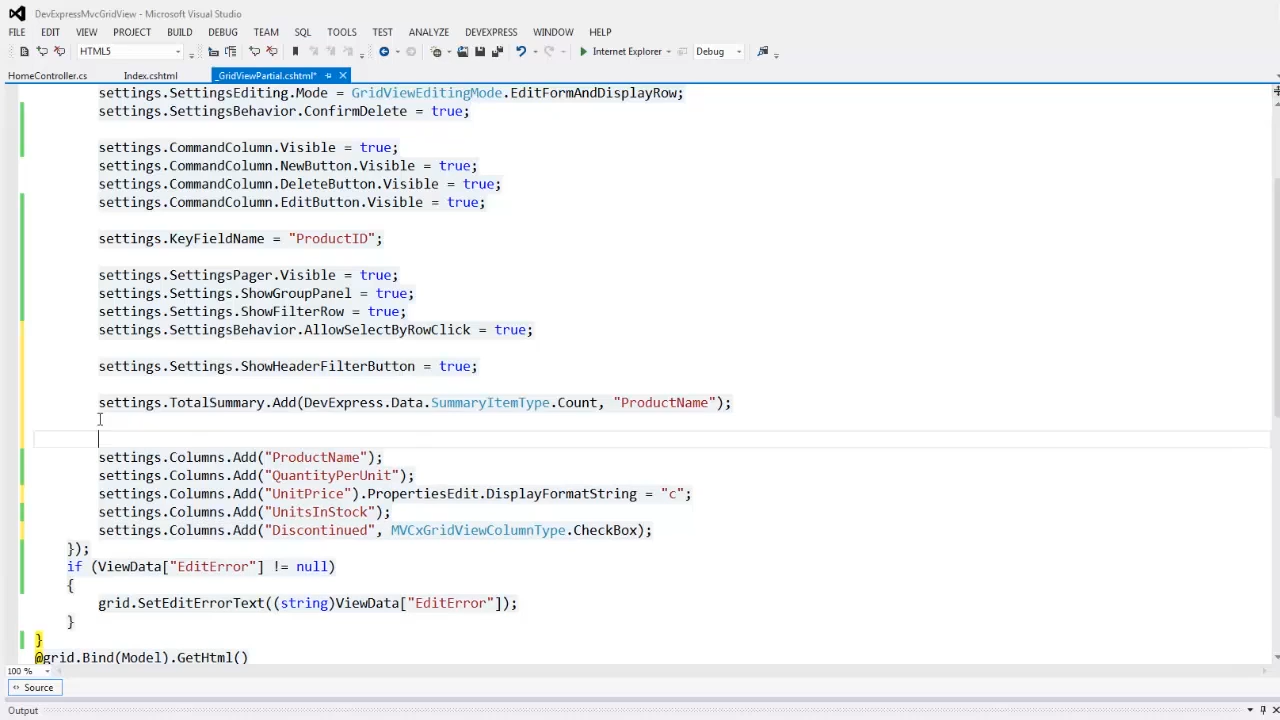 DevExpressMvcGridView - Microsoft Visual Studio
FILE EDIT VIEW PROJECT BUILD DEBUG TEAM SQL TOOLS TEST ANALYZE DEVEXPRESS WINDOW HELP
HTML5 Internet Explorer Debug
HomeController.cs Index.cshtml _GridViewPartial.cshtml*
settings.SettingsEditing.Mode = GridViewEditingMode.EditFormAndDisplayRow;
settings.SettingsBehavior.ConfirmDelete = true;
settings.CommandColumn.Visible = true;
settings.CommandColumn.NewButton.Visible = true;
settings.CommandColumn.DeleteButton.Visible = true;
settings.CommandColumn.EditButton.Visible = true;
settings.KeyFieldName = "ProductID";
settings.SettingsPager.Visible = true;
settings.Settings.ShowGroupPanel = true;
settings.Settings.ShowFilterRow = true;
settings.SettingsBehavior.AllowSelectByRowClick = true;
settings.Settings.ShowHeaderFilterButton = true;
settings.TotalSummary.Add(DevExpress.Data.SummaryItemType.Count, "ProductName");
settings.Columns.Add("ProductName");
settings.Columns.Add("QuantityPerUnit");
settings.Columns.Add("UnitPrice").PropertiesEdit.DisplayFormatString = "c";
settings.Columns.Add("UnitsInStock");
settings.Columns.Add("Discontinued", MVCxGridViewColumnType.CheckBox);
});
if (ViewData["EditError"] != null)
{
grid.SetEditErrorText((string)ViewData["EditError"]);
}
}
@grid.Bind(Model).GetHtml()
100 %
Source
Output